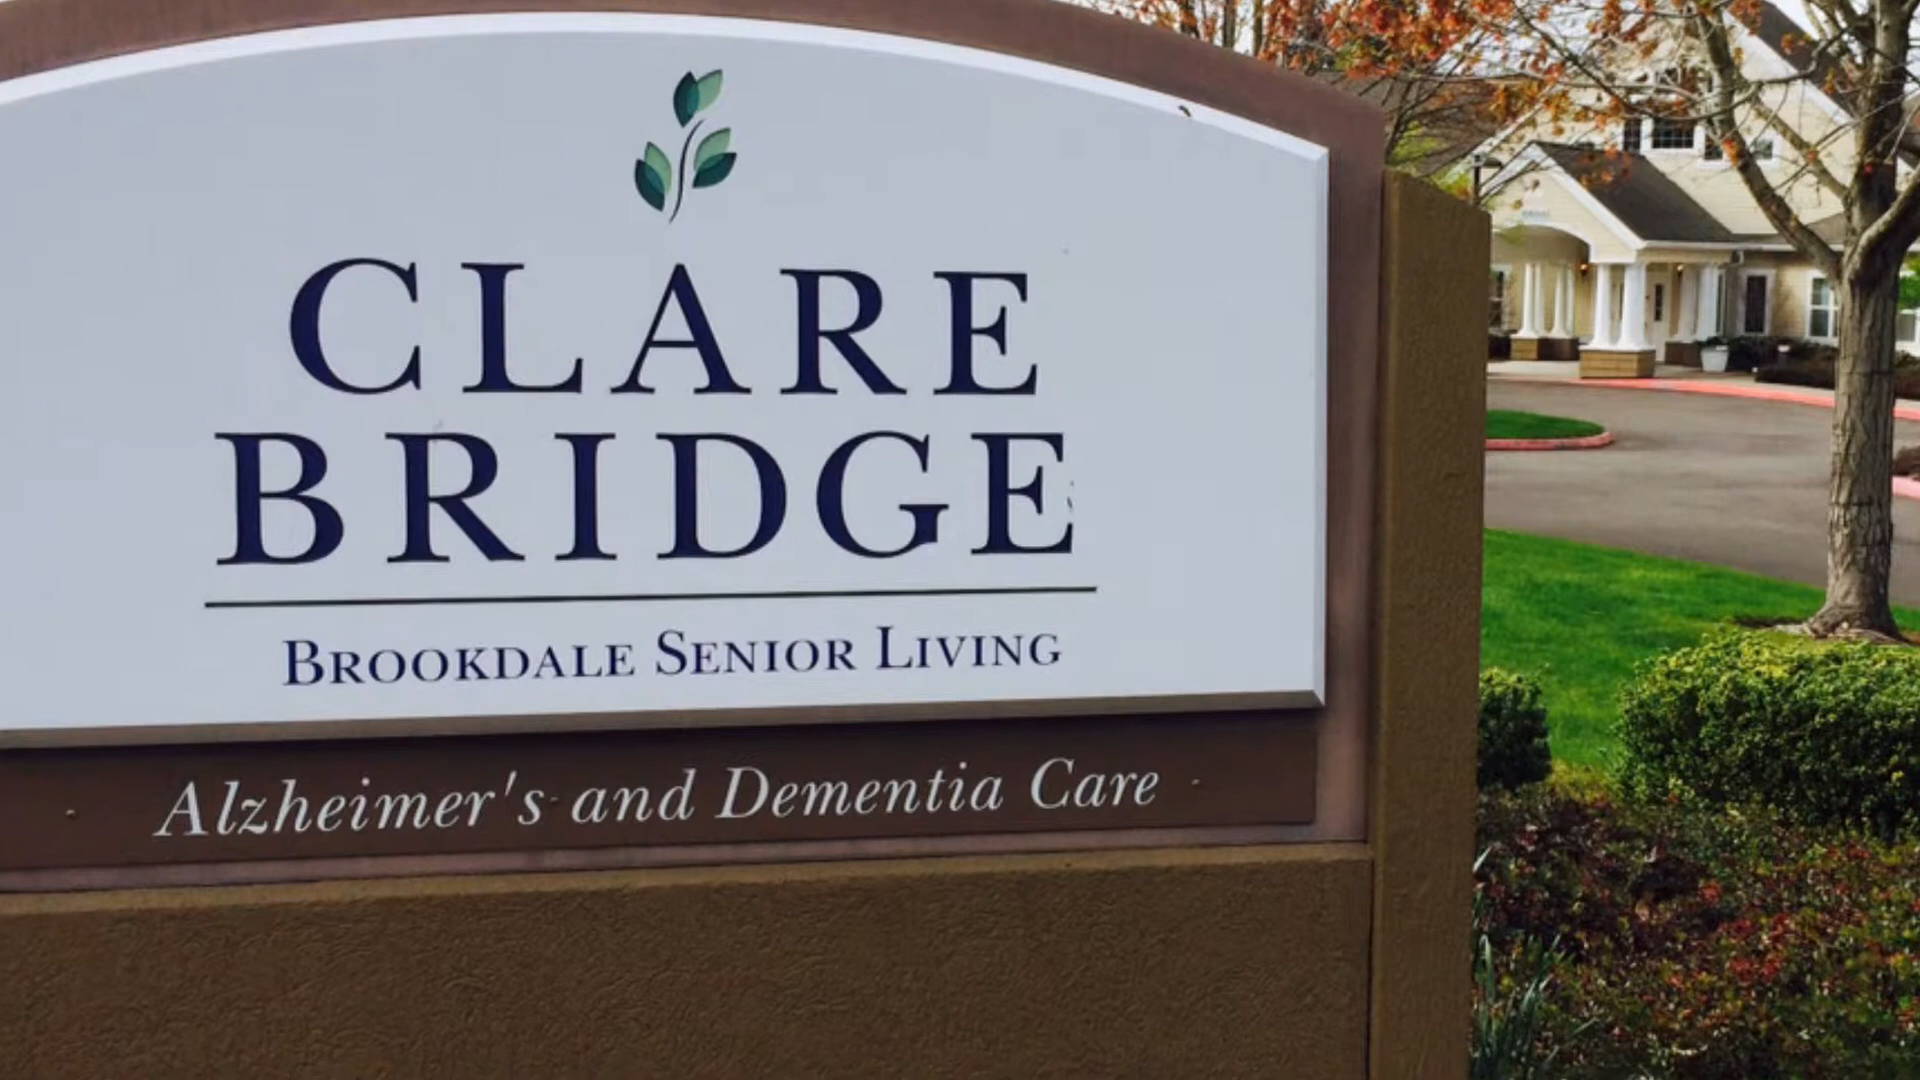 CLARE
BRIDGE
BROOKDALE SENIOR LIVING
Alzheimer's and Dementia Care